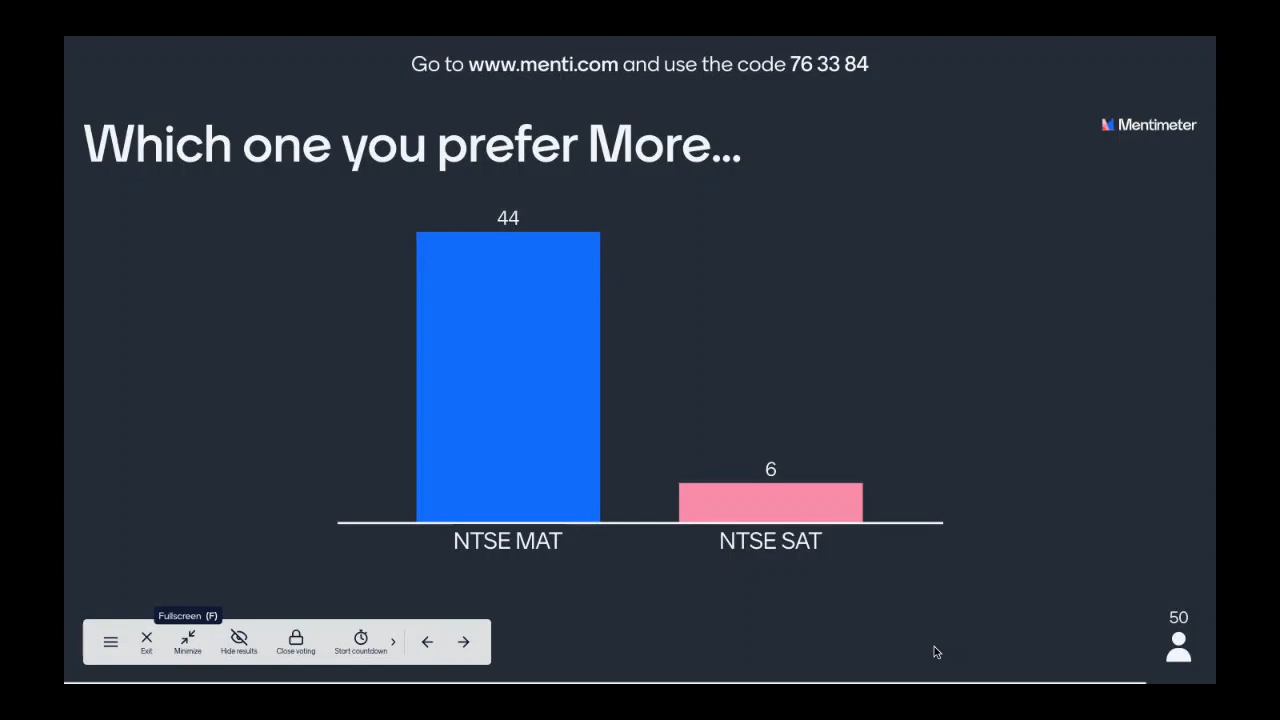 Go to www.menti.com and use the code 76 33 84
Mentimeter
Which one you prefer More...
44
6
NTSE MAT
NTSE SAT
Fullscreen (F)
Exit
Minimize
Hide results
Close voting
Start countdown
50